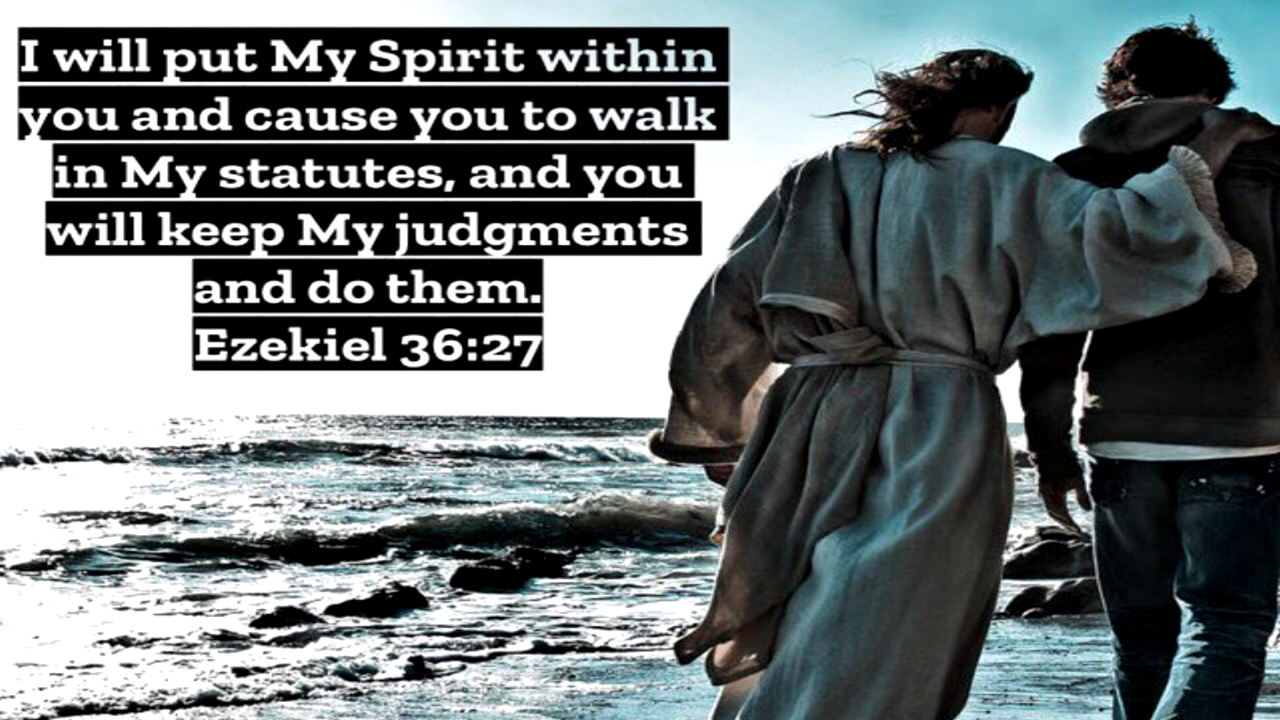 I will put My Spirit within
you and cause you to walk
in My statutes, and you
will keep My judgments
and do them.
Ezekiel 36:27